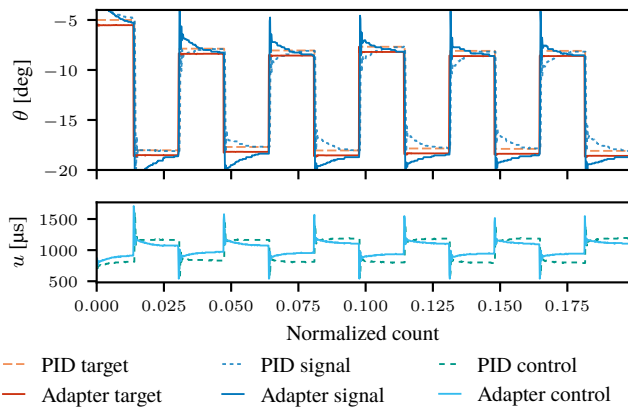 −5
−10
−15
−20
θ [deg]
1500
1000
500
u [µs]
0.000 0.025 0.050 0.075 0.100 0.125 0.150 0.175
Normalized count
PID target PID signal PID control
Adapter target Adapter signal Adapter control